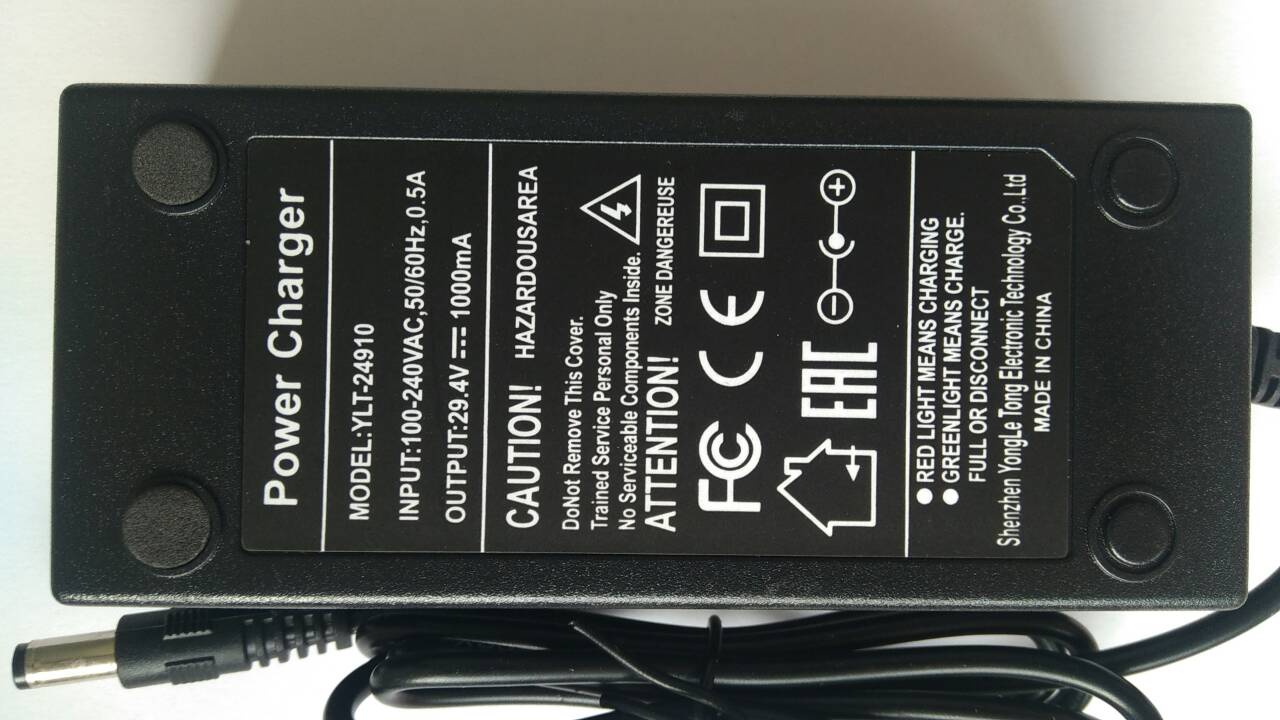 Power Charger
MODEL:YLT-24910
INPUT:100-240VAC,50/60Hz,0.5A
OUTPUT:29.4V ⎓ 1000mA
CAUTION! HAZARDOUSAREA
DoNot Remove This Cover.
Trained Service Personal Only
No Serviceable Components Inside.
ATTENTION! ZONE DANGEREUSE
FC CE
EAC
● RED LIGHT MEANS CHARGING
● GREENLIGHT MEANS CHARGE.
FULL OR DISCONNECT
Shenzhen YongLe Tong Electronic Technology Co.,Ltd
MADE IN CHINA